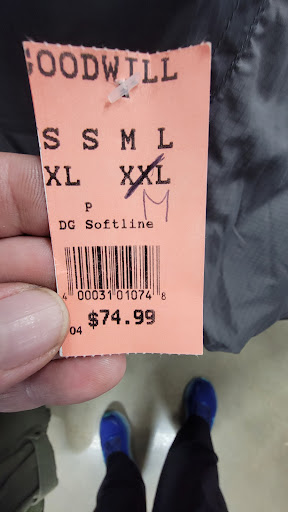 GOODWILL
S S M L
XL XXL
M
P
DG Softline
4 00031 01074 8
04 $74.99